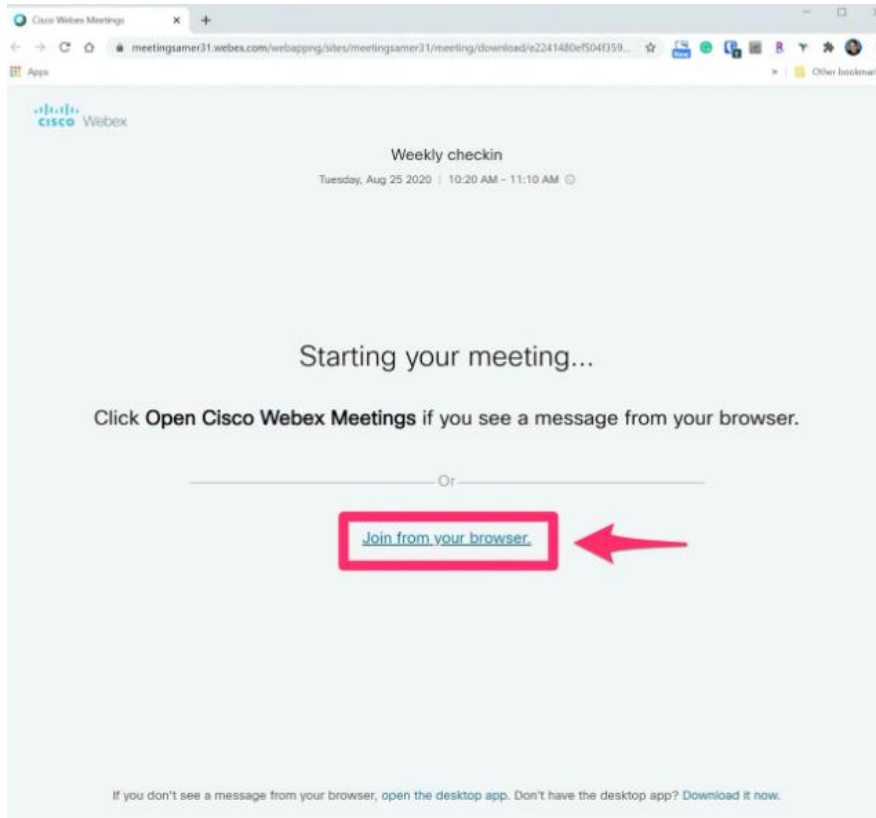 Cisco Webex Meetings
meetingsamer31.webex.com/webappng/sites/meetingsamer31/meeting/download/e2241480ef504f359...
New
Apps
» Other bookmar
CISCO Webex
Weekly checkin
Tuesday, Aug 25 2020 | 10:20 AM - 11:10 AM
Starting your meeting...
Click Open Cisco Webex Meetings if you see a message from your browser.
Or
Join from your browser.
If you don't see a message from your browser, open the desktop app. Don't have the desktop app? Download it now.